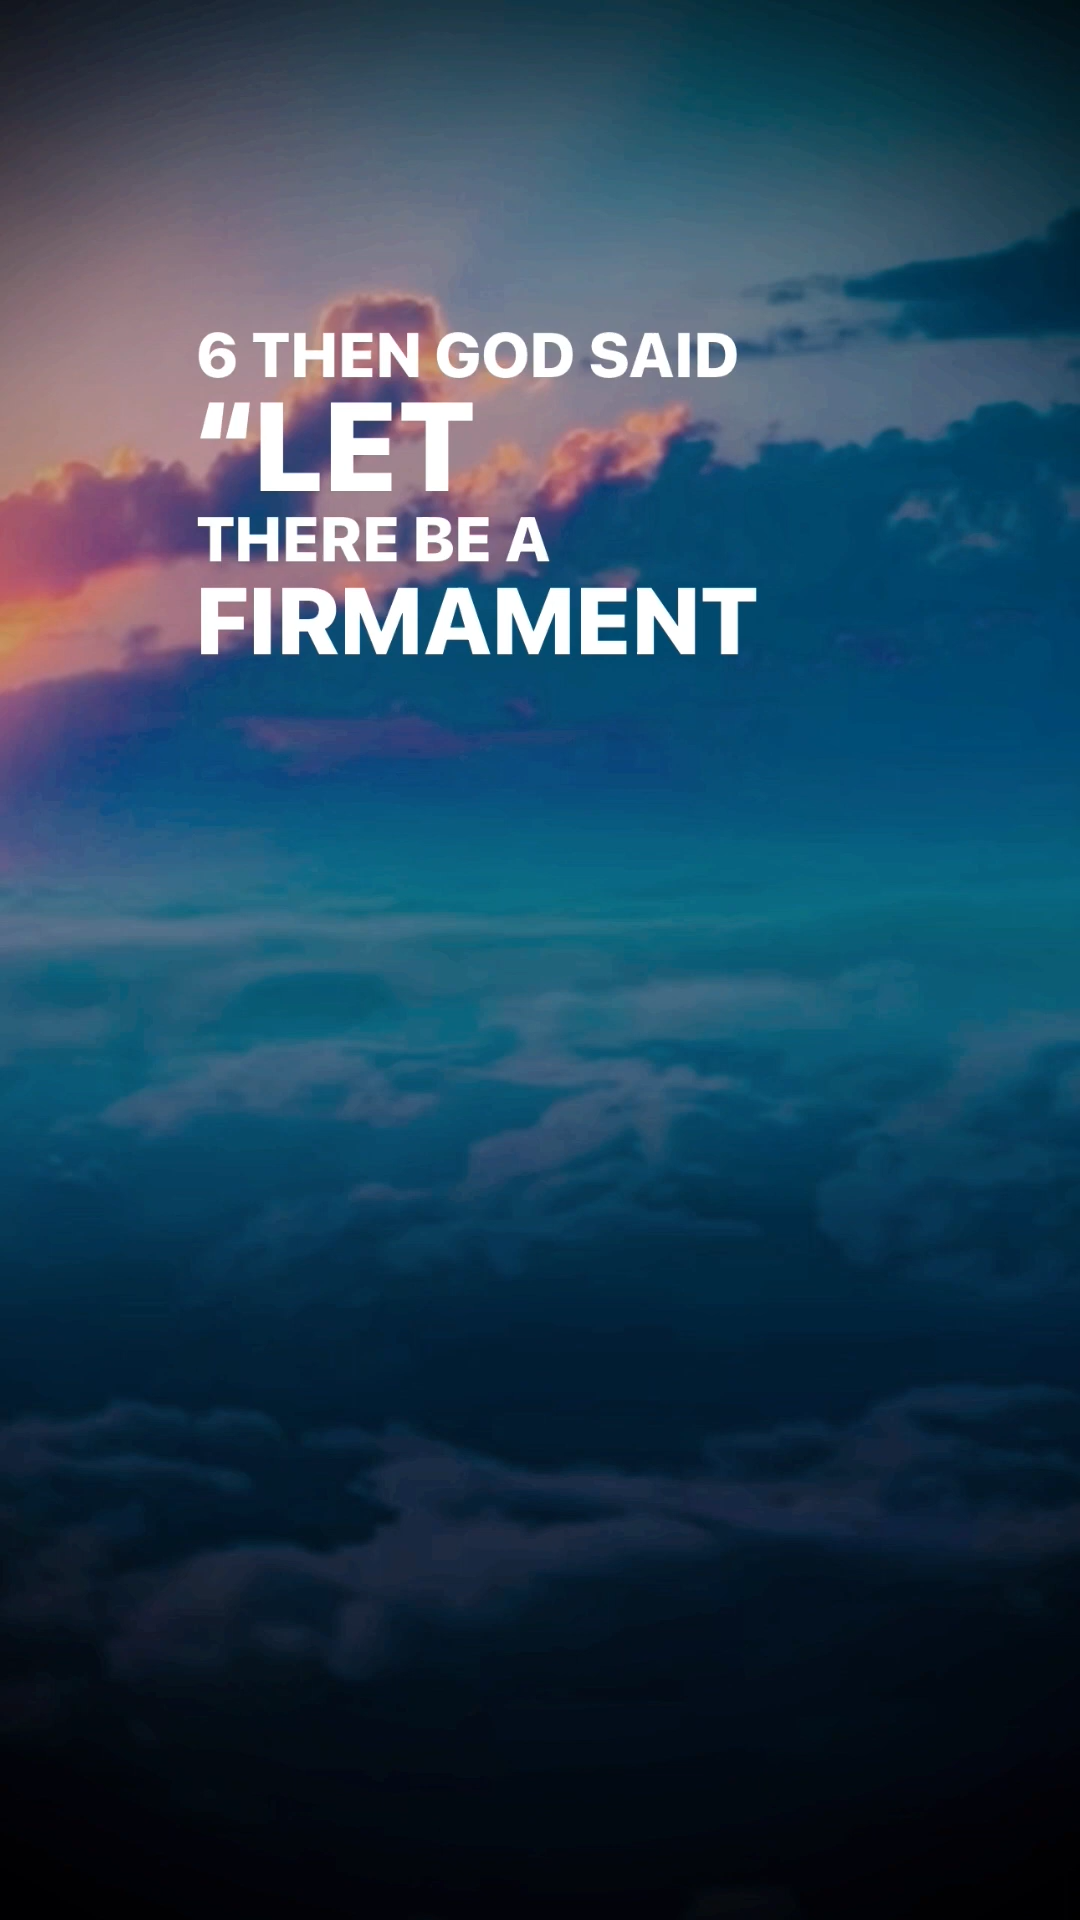 6 THEN GOD SAID
“LET
THERE BE A
FIRMAMENT